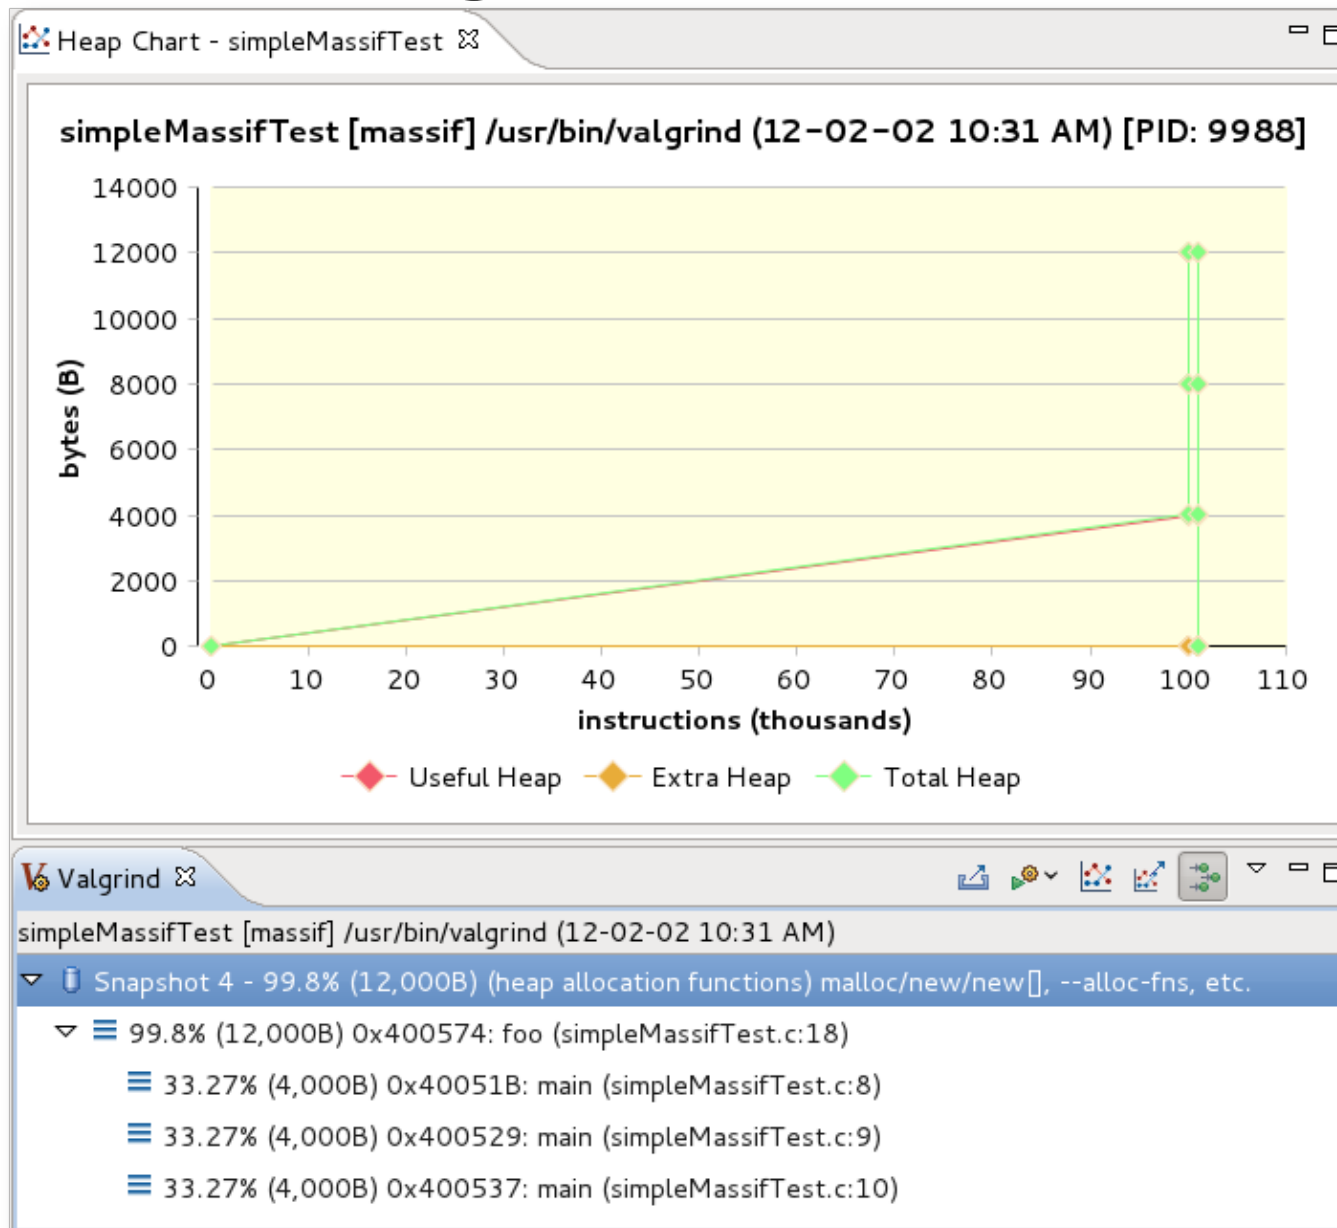 Heap Chart - simpleMassifTest
simpleMassifTest [massif] /usr/bin/valgrind (12-02-02 10:31 AM) [PID: 9988]
14000
12000
10000
8000
6000
4000
2000
0
bytes (B)
0 10 20 30 40 50 60 70 80 90 100 110
instructions (thousands)
Useful Heap Extra Heap Total Heap
Valgrind
simpleMassifTest [massif] /usr/bin/valgrind (12-02-02 10:31 AM)
Snapshot 4 - 99.8% (12,000B) (heap allocation functions) malloc/new/new[], --alloc-fns, etc.
99.8% (12,000B) 0x400574: foo (simpleMassifTest.c:18)
33.27% (4,000B) 0x40051B: main (simpleMassifTest.c:8)
33.27% (4,000B) 0x400529: main (simpleMassifTest.c:9)
33.27% (4,000B) 0x400537: main (simpleMassifTest.c:10)